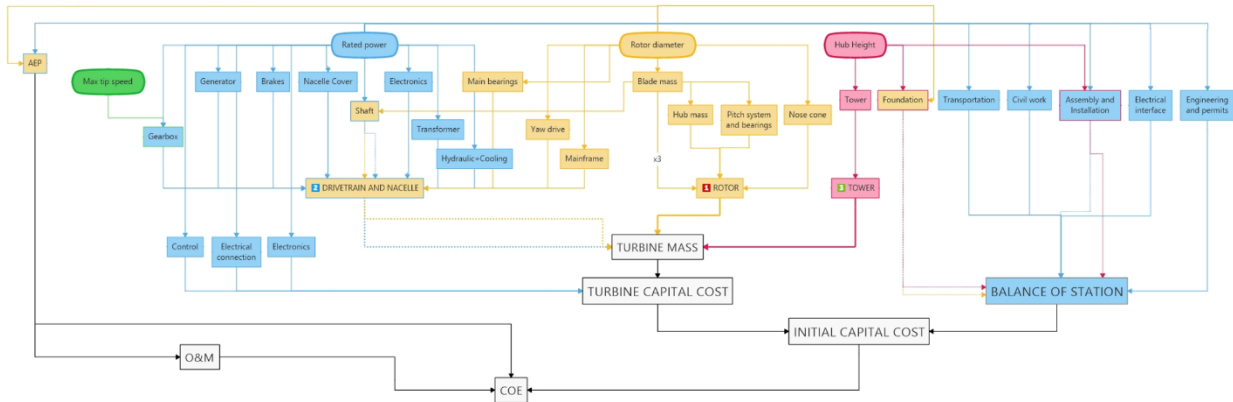 Rated power
Rotor diameter
Hub Height
AEP
Max tip speed
Generator
Brakes
Nacelle Cover
Electronics
Main bearings
Blade mass
Tower
Foundation
Transportation
Civil work
Assembly and
Installation
Electrical
interface
Engineering
and permits
Shaft
Gearbox
Transformer
Hydraulic+Cooling
Yaw drive
Mainframe
Hub mass
Pitch system
and bearings
Nose cone
x3
2 DRIVETRAIN AND NACELLE
1 ROTOR
3 TOWER
Control
Electrical
connection
Electronics
TURBINE MASS
TURBINE CAPITAL COST
BALANCE OF STATION
INITIAL CAPITAL COST
O&M
COE